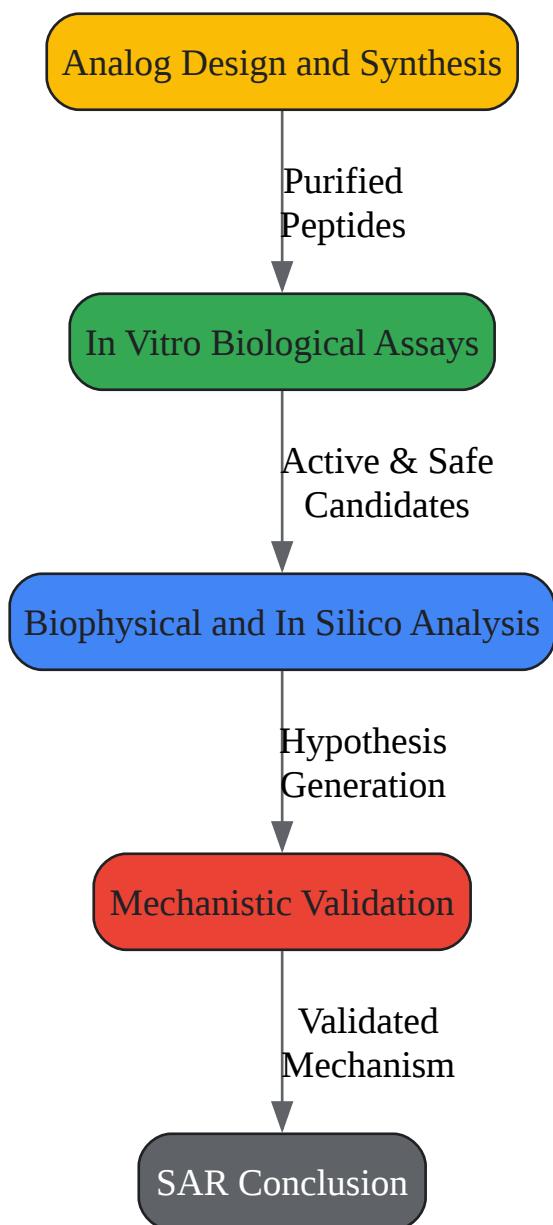 Analog Design and Synthesis
Purified
Peptides
In Vitro Biological Assays
Active & Safe
Candidates
Biophysical and In Silico Analysis
Hypothesis
Generation
Mechanistic Validation
Validated
Mechanism
SAR Conclusion